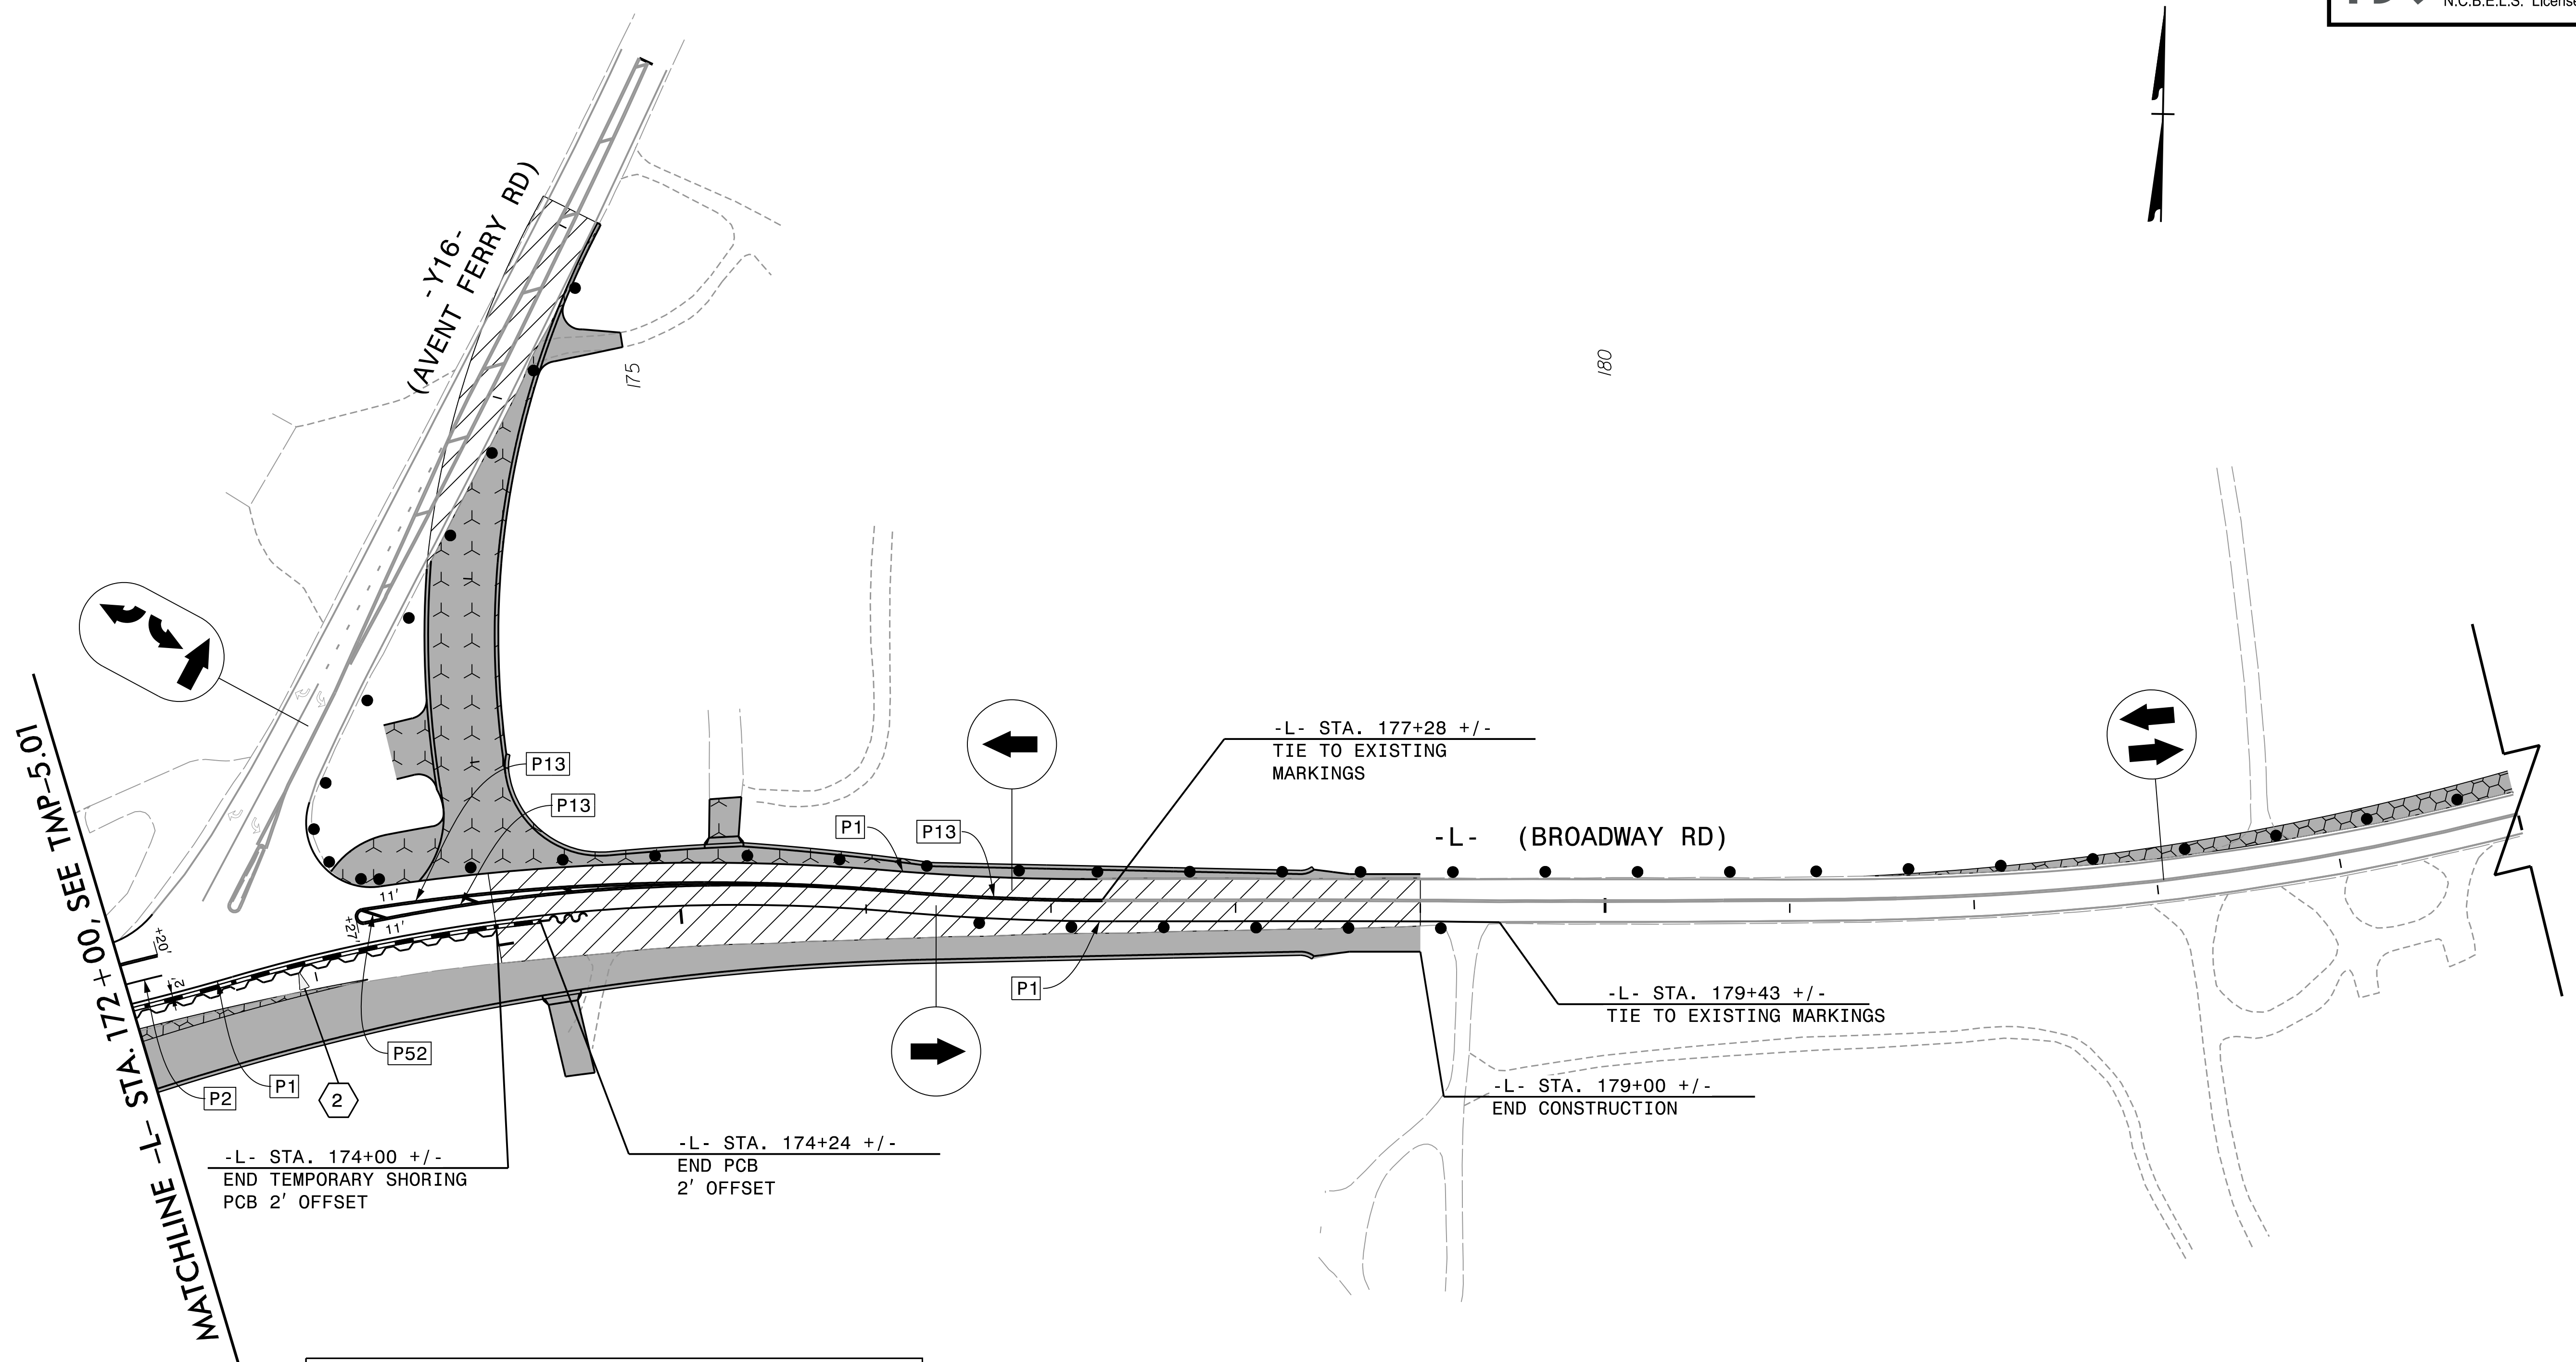 N.C.B.E.L.S. License
-Y16-
(AVENT FERRY RD)
175
180
MATCHLINE -L- STA. 172+00, SEE TMP-5.01
P13
P13
P1
P13
-L- STA. 177+28 +/-
TIE TO EXISTING
MARKINGS
-L- (BROADWAY RD)
11'
11'
+27'
+20'
2'
P1
-L- STA. 179+43 +/-
TIE TO EXISTING MARKINGS
P52
P1
P2
2
-L- STA. 179+00 +/-
END CONSTRUCTION
-L- STA. 174+00 +/-
END TEMPORARY SHORING
PCB 2' OFFSET
-L- STA. 174+24 +/-
END PCB
2' OFFSET